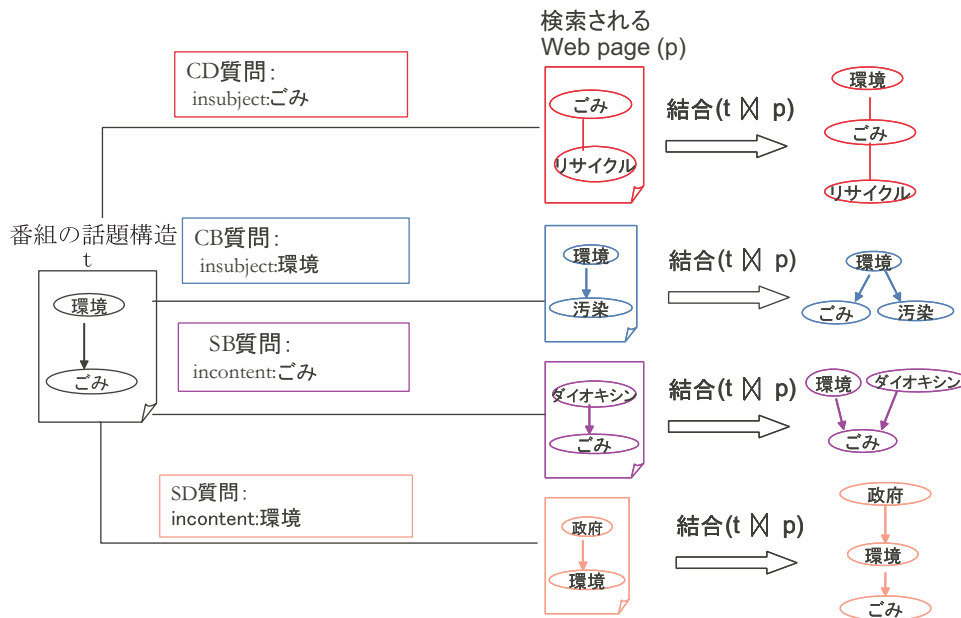 検索される
Web page (p)
CD質問:
insubject:ごみ
ごみ
リサイクル
結合(t ⋈ p)
環境
ごみ
リサイクル
番組の話題構造
t
環境
ごみ
CB質問:
insubject:環境
環境
汚染
結合(t ⋈ p)
環境
ごみ
汚染
SB質問:
incontent:ごみ
ダイオキシン
ごみ
結合(t ⋈ p)
環境
ダイオキシン
ごみ
SD質問:
incontent:環境
政府
環境
結合(t ⋈ p)
政府
環境
ごみ